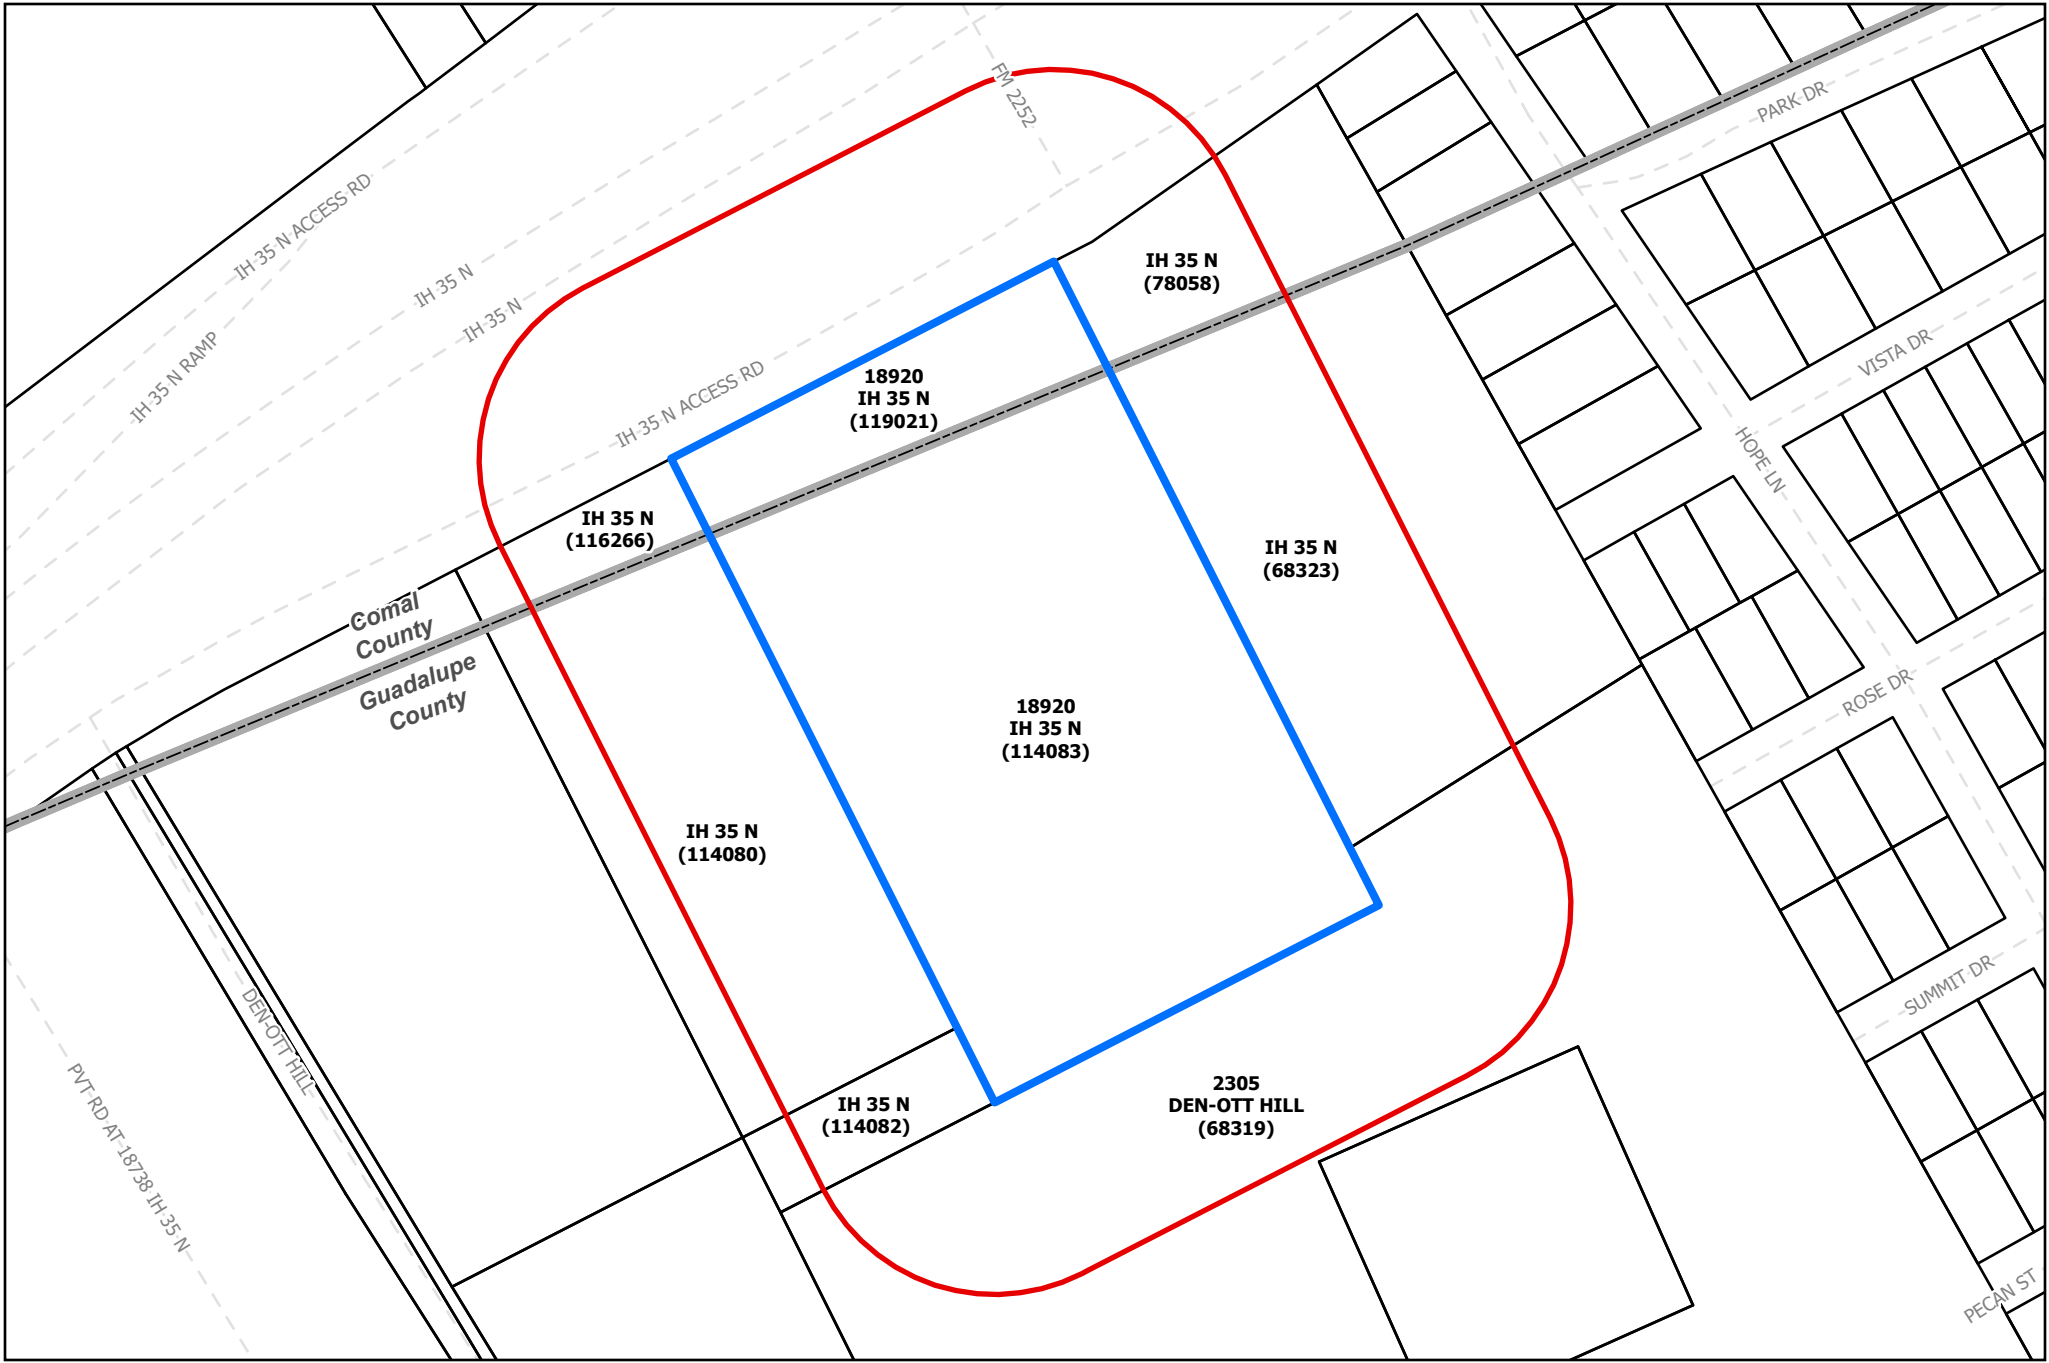 FM 2252
PARK DR
IH 35 N ACCESS RD
IH 35 N
IH 35 N
IH 35 N RAMP
IH 35 N
(78058)
VISTA DR
18920
IH 35 N
(119021)
IH 35 N ACCESS RD
HOPE LN
IH 35 N
(116266)
IH 35 N
(68323)
Comal
County
Guadalupe
County
ROSE DR
18920
IH 35 N
(114083)
IH 35 N
(114080)
SUMMIT DR
DEN-OTT HILL
IH 35 N
(114082)
2305
DEN-OTT HILL
(68319)
PVT RD AT 18738 IH 35 N
PECAN ST